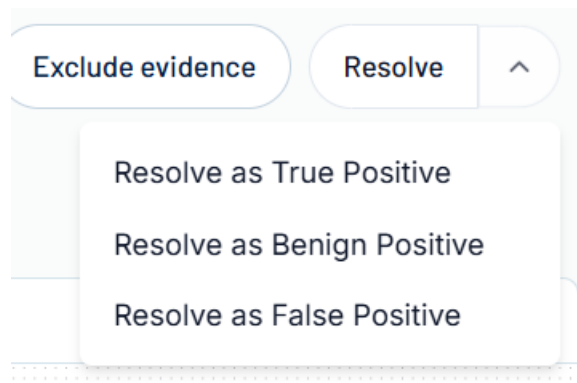 Exclude evidence
Resolve
Resolve as True Positive
Resolve as Benign Positive
Resolve as False Positive